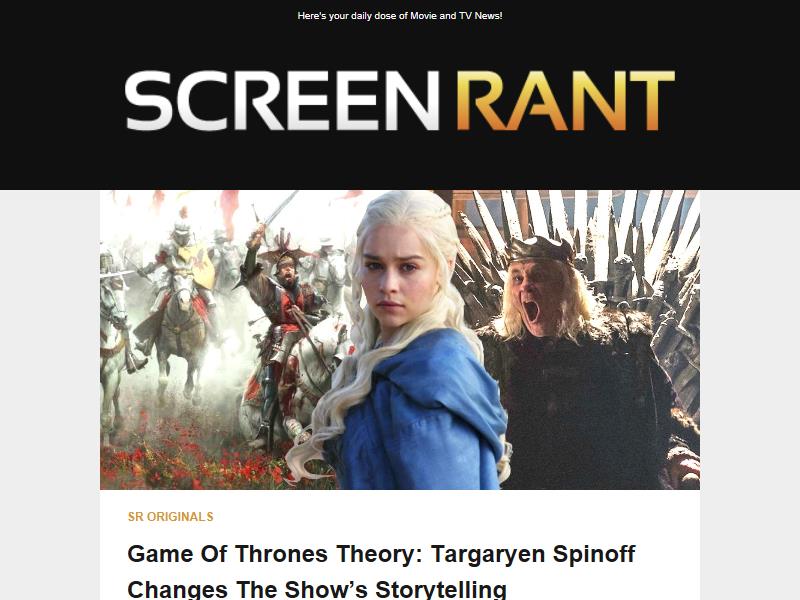 Here's your daily dose of Movie and TV News!
SCREEN RANT
SR ORIGINALS
Game Of Thrones Theory: Targaryen Spinoff
Changes The Show’s Storytelling